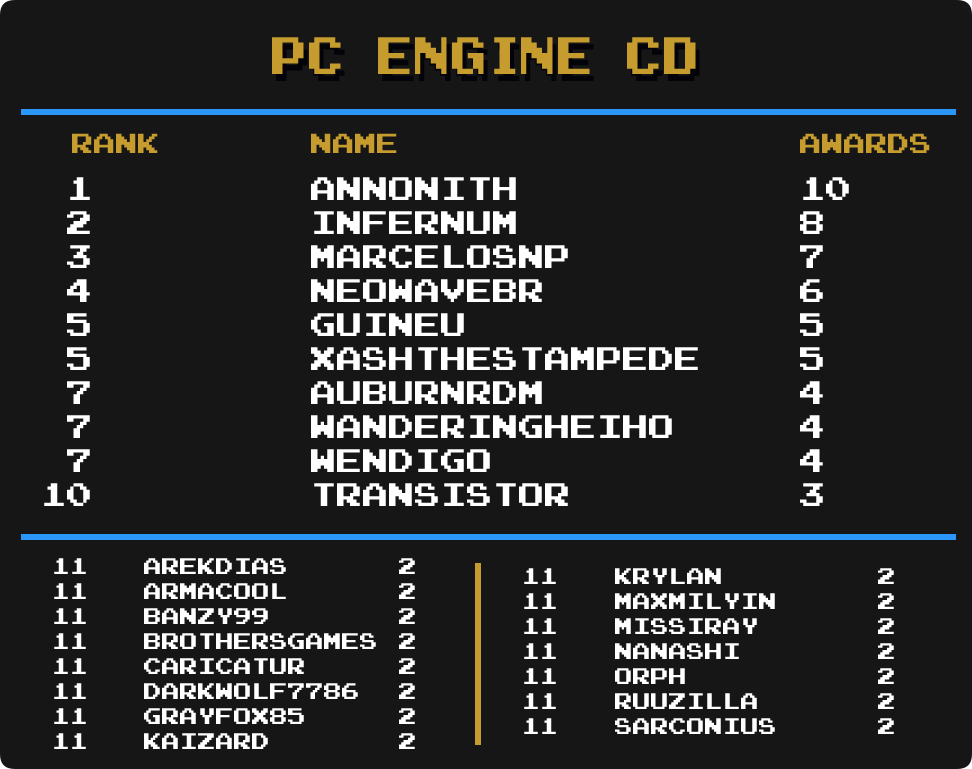 PC ENGINE CD
RANK NAME AWARDS
1 ANNONITH 10
2 INFERNUM 8
3 MARCELOSNP 7
4 NEOWAVEBR 6
5 GUINEU 5
5 XASHTHESTAMPEDE 5
7 AUBURNRDM 4
7 WANDERINGHEIHO 4
7 WENDIGO 4
10 TRANSISTOR 3
11 AREKDIAS 2
11 ARMACOOL 2
11 BANZY99 2
11 BROTHERSGAMES 2
11 CARICATUR 2
11 DARKWOLF7786 2
11 GRAYFOX85 2
11 KAIZARD 2
11 KRYLAN 2
11 MAXMILYIN 2
11 MISSIRAY 2
11 NANASHI 2
11 ORPH 2
11 RUUZILLA 2
11 SARCONIUS 2